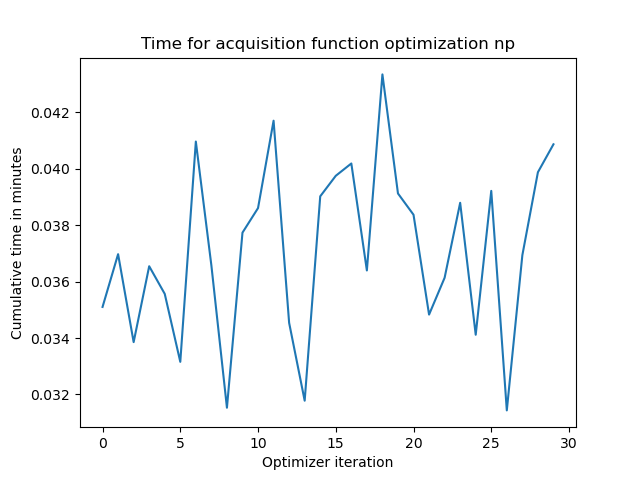 Time for acquisition function optimization np
Cumulative time in minutes
0.042
0.040
0.038
0.036
0.034
0.032
0 5 10 15 20 25 30
Optimizer iteration